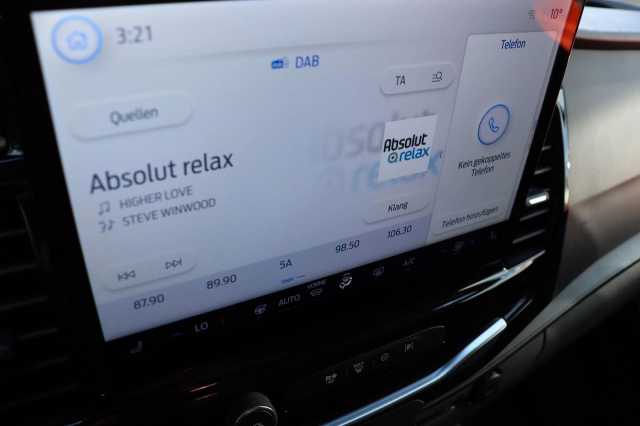 3:21
10°
DAB
Telefon
TA
Quellen
Absolut relax
HIGHER LOVE
STEVE WINWOOD
Absolut
relax
Kein gekoppeltes
Telefon
Klang
Telefon hinzufügen
87.90
89.90
5A
98.50
106.30
LO
AUTO
VORNE
A/C